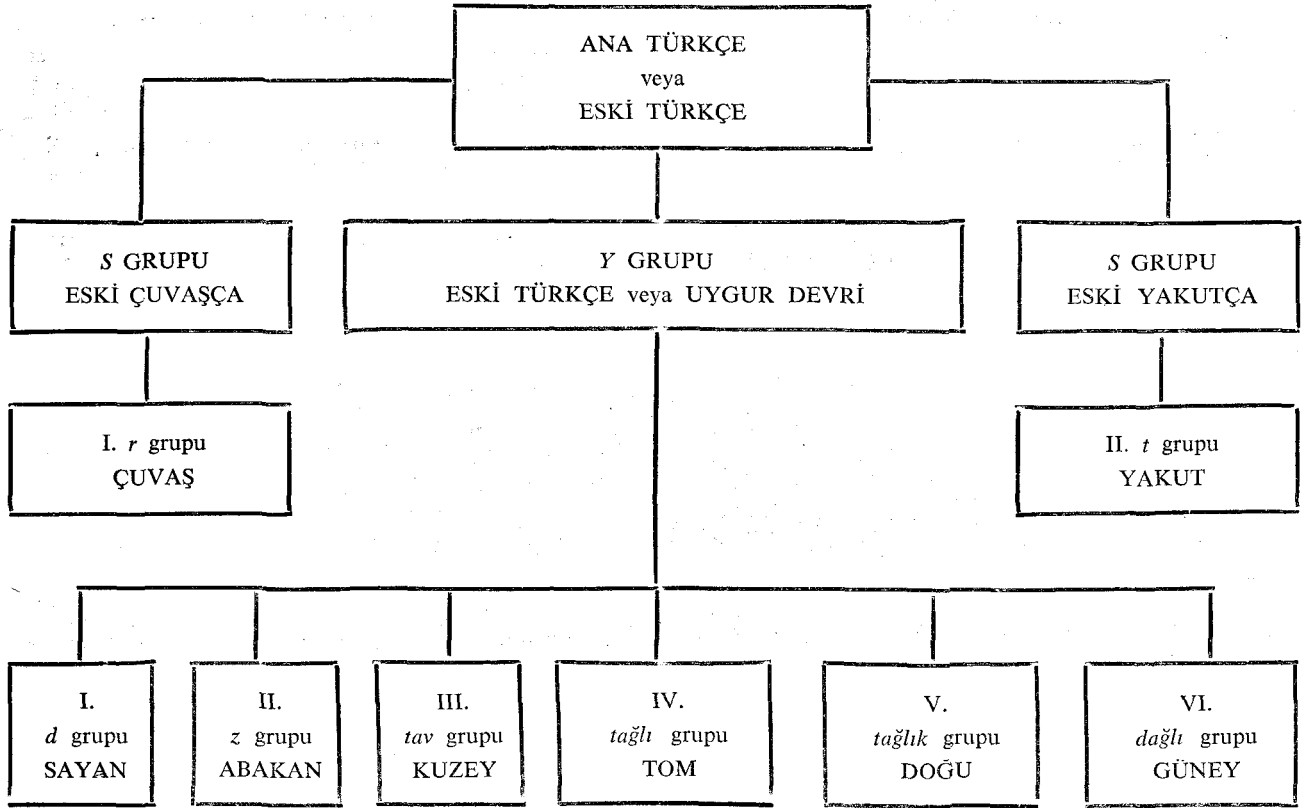 ANA TÜRKÇE
veya
ESKİ TÜRKÇE
S GRUPU
ESKİ ÇUVAŞÇA
Y GRUPU
ESKİ TÜRKÇE veya UYGUR DEVRİ
S GRUPU
ESKİ YAKUTÇA
I. r grupu
ÇUVAŞ
II. t grupu
YAKUT
I.
d grupu
SAYAN
II.
z grupu
ABAKAN
III.
tav grupu
KUZEY
IV.
tağlı grupu
TOM
V.
tağlık grupu
DOĞU
VI.
dağlı grupu
GÜNEY